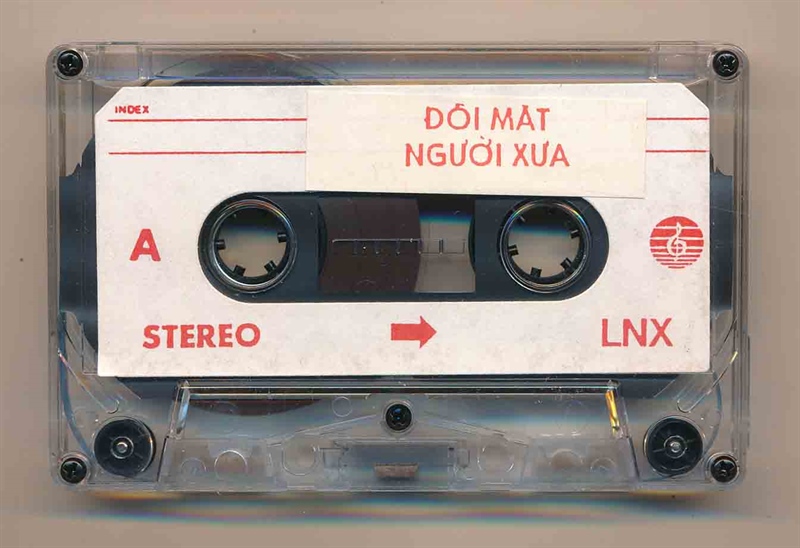 INDEX
ĐÔI MẮT
NGƯỜI XƯA
A
STEREO
LNX